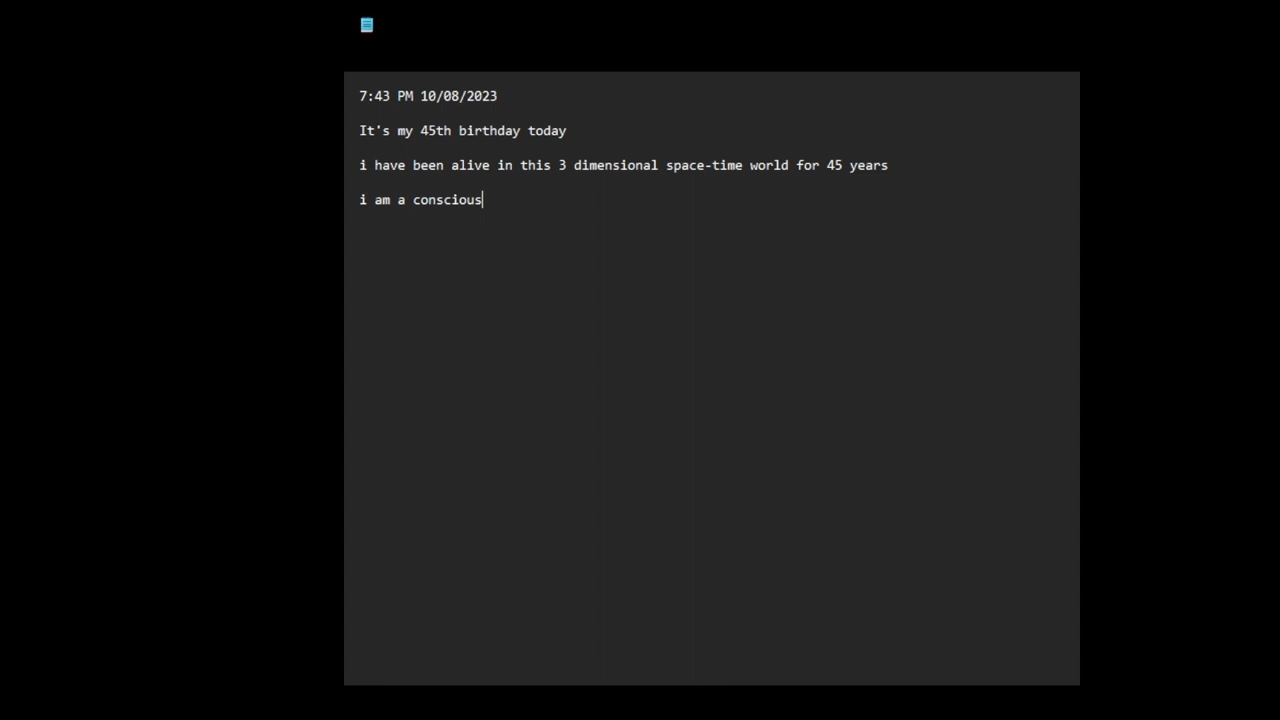 7:43 PM 10/08/2023
It's my 45th birthday today
i have been alive in this 3 dimensional space-time world for 45 years
i am a conscious